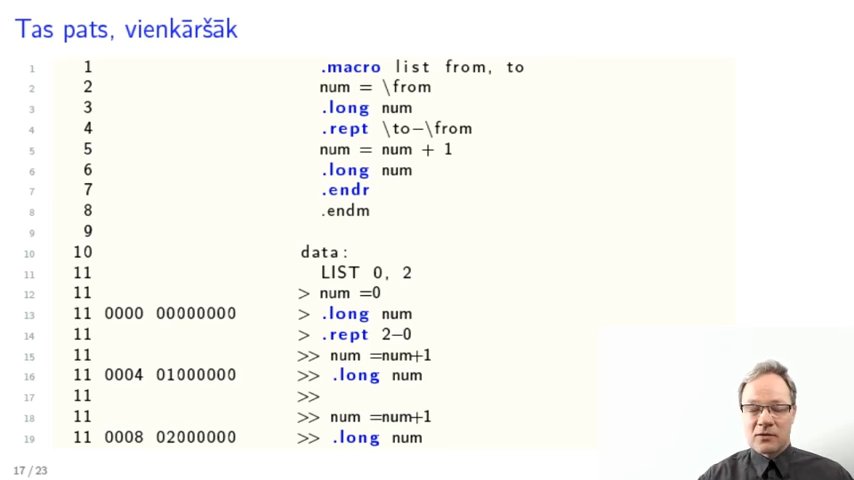 Tas pats, vienkāršāk
1 1 .macro list from, to
2 2 num = \from
3 3 .long num
4 4 .rept \to−\from
5 5 num = num + 1
6 6 .long num
7 7 .endr
8 8 .endm
9 9
10 10 data:
11 11 LIST 0, 2
12 11 > num =0
13 11 0000 00000000 > .long num
14 11 > .rept 2−0
15 11 >> num =num+1
16 11 0004 01000000 >> .long num
17 11 >>
18 11 >> num =num+1
19 11 0008 02000000 >> .long num
17 / 23